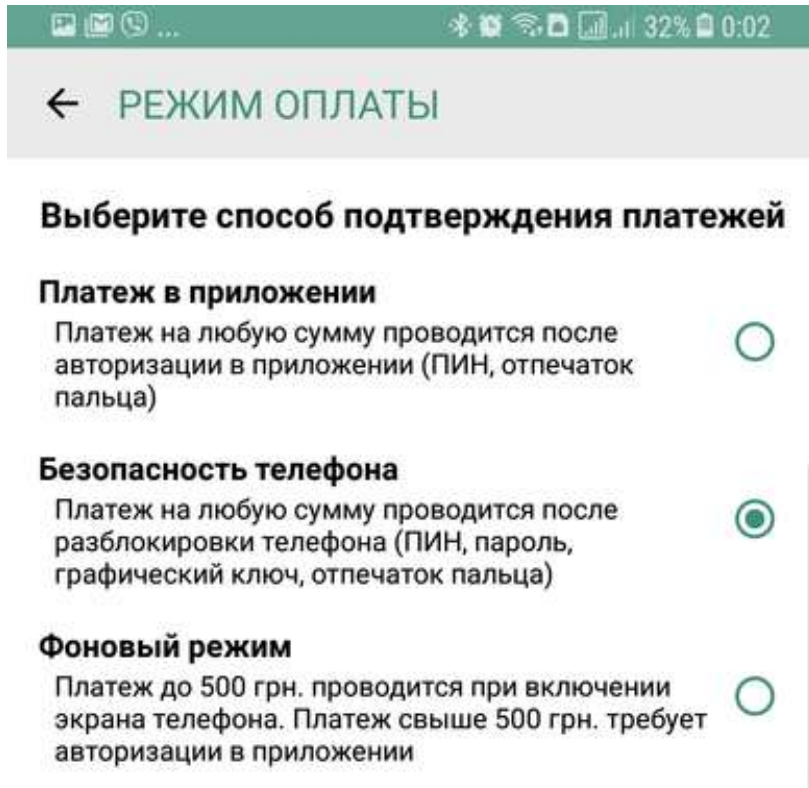 ... 32% 0:02
РЕЖИМ ОПЛАТЫ
Выберите способ подтверждения платежей
Платеж в приложении
Платеж на любую сумму проводится после
авторизации в приложении (ПИН, отпечаток
пальца)
Безопасность телефона
Платеж на любую сумму проводится после
разблокировки телефона (ПИН, пароль,
графический ключ, отпечаток пальца)
Фоновый режим
Платеж до 500 грн. проводится при включении
экрана телефона. Платеж свыше 500 грн. требует
авторизации в приложении